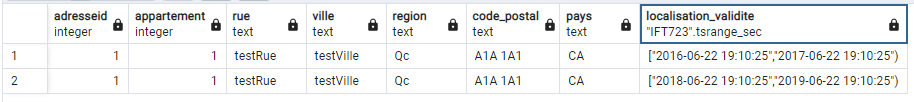 adresseid appartement rue ville region code_postal pays localisation_validite
integer integer text text text text text "IFT723".tsrange_sec
1 1 1 testRue testVille Qc A1A 1A1 CA ["2016-06-22 19:10:25","2017-06-22 19:10:25")
2 1 1 testRue testVille Qc A1A 1A1 CA ["2018-06-22 19:10:25","2019-06-22 19:10:25")